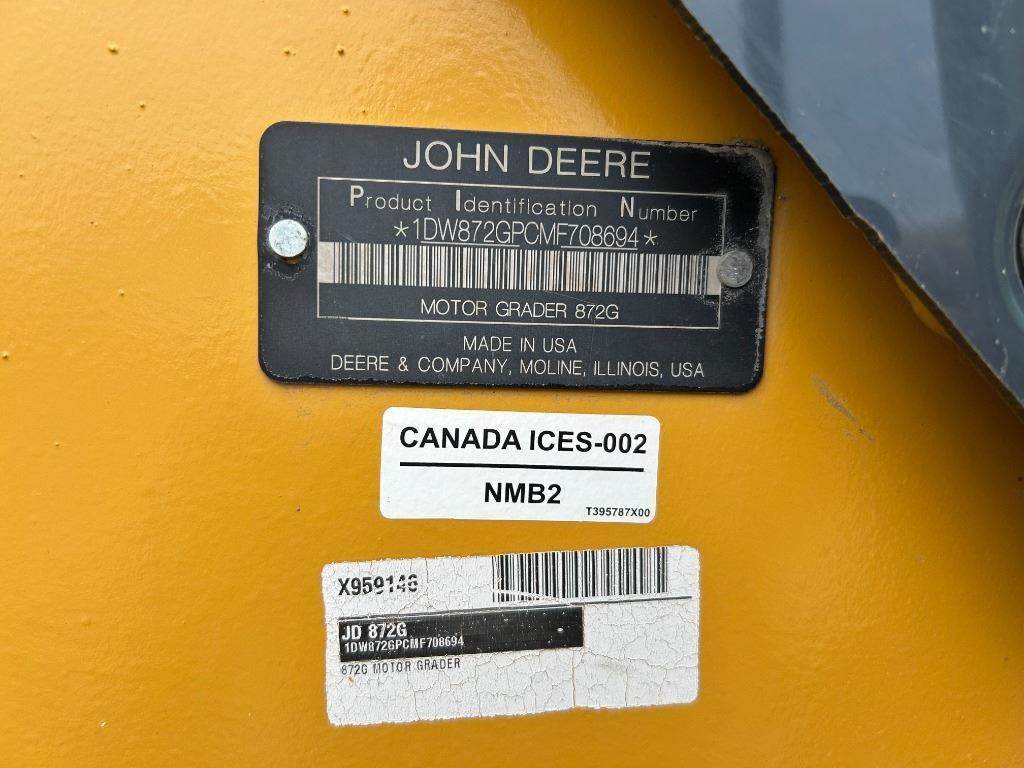 JOHN DEERE
Product Identification Number
*1DW872GPCMF708694*
MOTOR GRADER 872G
MADE IN USA
DEERE & COMPANY, MOLINE, ILLINOIS, USA
CANADA ICES-002
NMB2
T395787X00
X959146
JD 872G
1DW872GPCMF708694
872G MOTOR GRADER